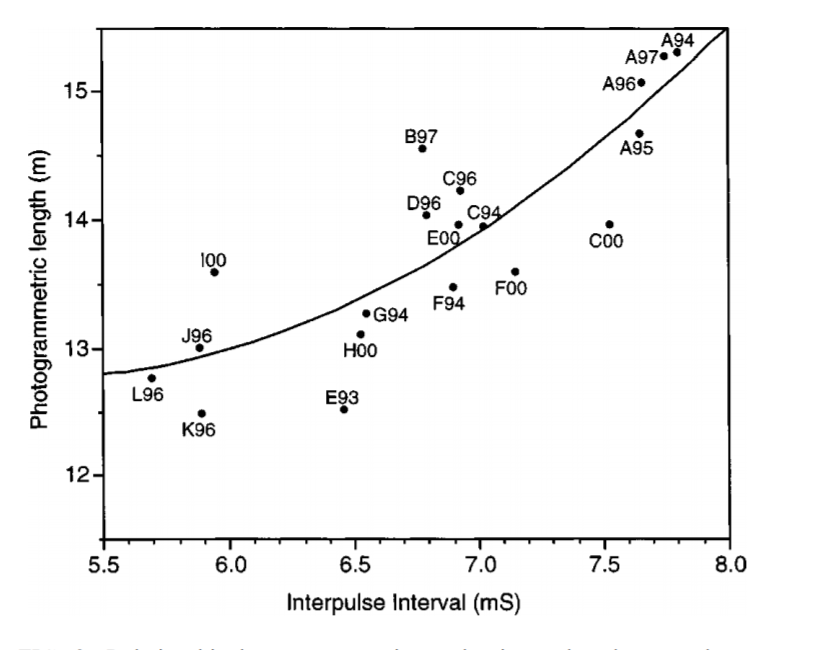 A94
A97
15
A96
B97
A95
C96
D96
C94
14
E00
C00
I00
F94
F00
G94
J96
13
H00
L96
E93
K96
12
5.5 6.0 6.5 7.0 7.5 8.0
Interpulse Interval (mS)
Photogrammetric length (m)